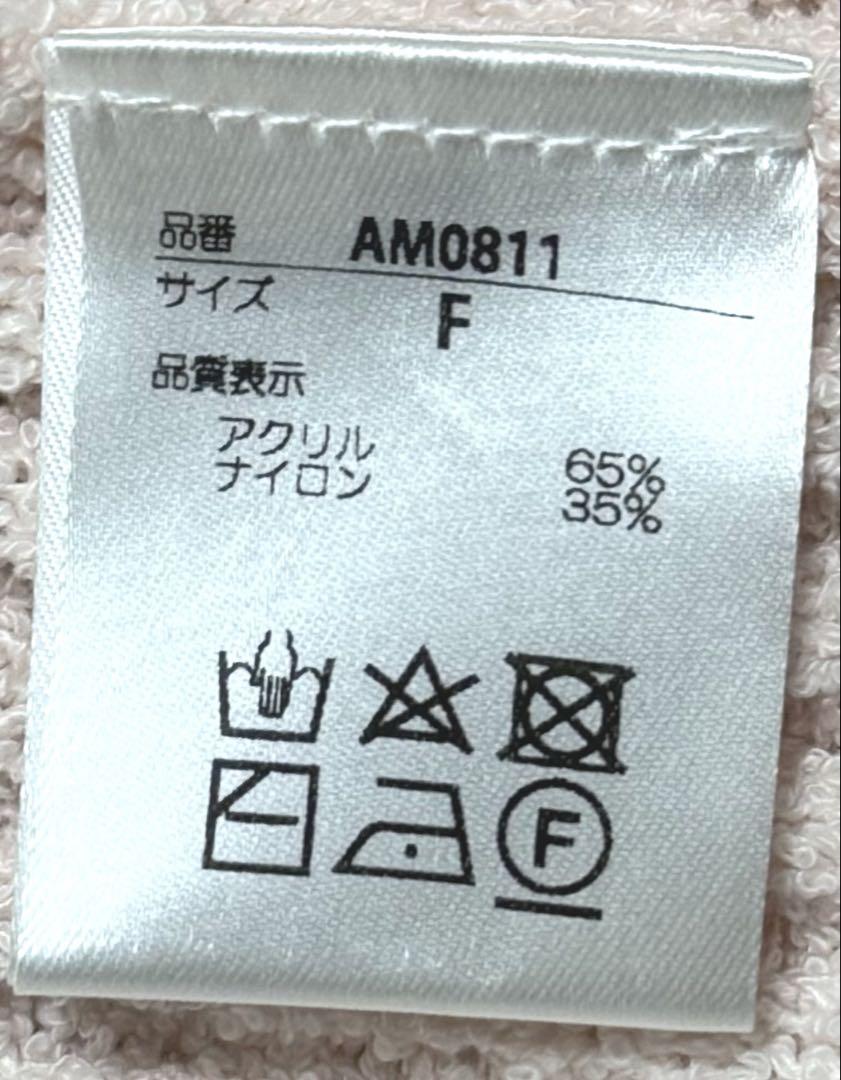 品番 AM0811
サイズ F
品質表示
アクリル 65%
ナイロン 35%
F